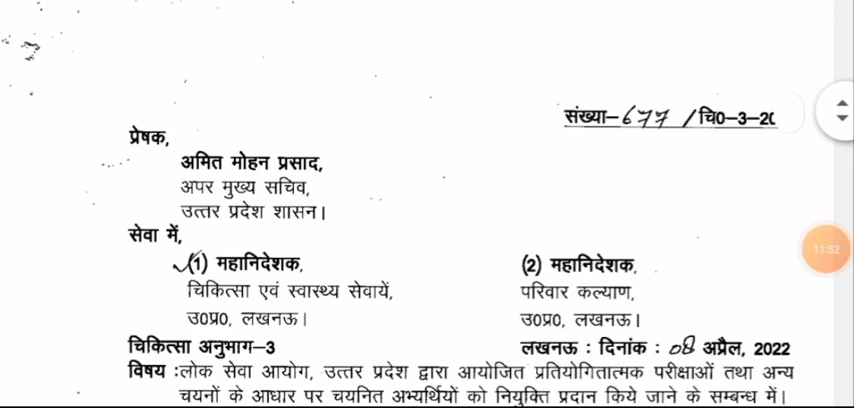 संख्या-677 /चि0-3-20
प्रेषक,
अमित मोहन प्रसाद,
अपर मुख्य सचिव,
उत्तर प्रदेश शासन।
सेवा में,
(1) महानिदेशक, (2) महानिदेशक,
चिकित्सा एवं स्वास्थ्य सेवायें, परिवार कल्याण,
उ0प्र0, लखनऊ। उ0प्र0, लखनऊ।
11:52
चिकित्सा अनुभाग-3 लखनऊ : दिनांक : 08 अप्रैल, 2022
विषय :लोक सेवा आयोग, उत्तर प्रदेश द्वारा आयोजित प्रतियोगितात्मक परीक्षाओं तथा अन्य
चयनों के आधार पर चयनित अभ्यर्थियों को नियुक्ति प्रदान किये जाने के सम्बन्ध में।